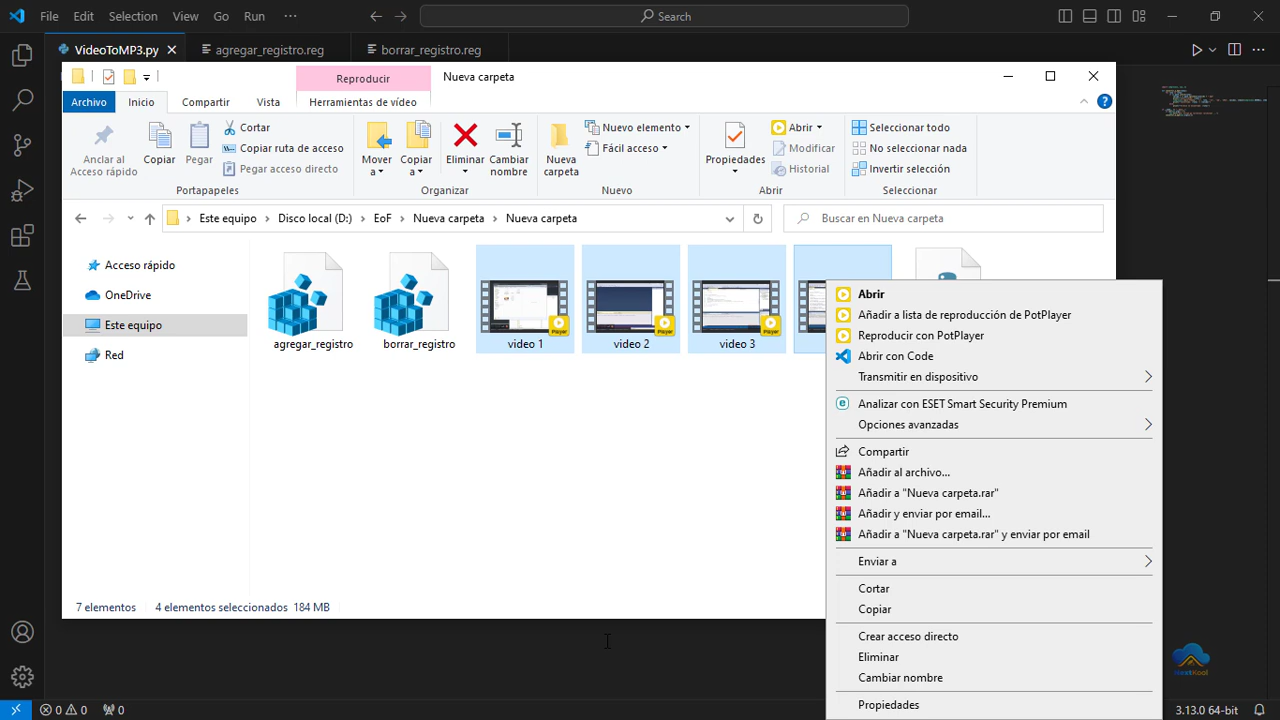 File Edit Selection View Go Run ··· Search
VideoToMP3.py agregar_registro.reg borrar_registro.reg
Reproducir Nueva carpeta
Archivo Inicio Compartir Vista Herramientas de vídeo
Anclar al Acceso rápido
Copiar
Pegar
Cortar
Copiar ruta de acceso
Pegar acceso directo
Portapapeles
Mover a
Copiar a
Eliminar
Cambiar nombre
Organizar
Nueva carpeta
Nuevo elemento
Fácil acceso
Nuevo
Propiedades
Abrir
Modificar
Historial
Abrir
Seleccionar todo
No seleccionar nada
Invertir selección
Seleccionar
Este equipo > Disco local (D:) > EoF > Nueva carpeta > Nueva carpeta
Buscar en Nueva carpeta
Acceso rápido
OneDrive
Este equipo
Red
agregar_registro
borrar_registro
Player
video 1
Player
video 2
Player
video 3
Abrir
Añadir a lista de reproducción de PotPlayer
Reproducir con PotPlayer
Abrir con Code
Transmitir en dispositivo
Analizar con ESET Smart Security Premium
Opciones avanzadas
Compartir
Añadir al archivo...
Añadir a "Nueva carpeta.rar"
Añadir y enviar por email...
Añadir a "Nueva carpeta.rar" y enviar por email
Enviar a
Cortar
Copiar
Crear acceso directo
Eliminar
Cambiar nombre
Propiedades
7 elementos 4 elementos seleccionados 184 MB
NextKool
0 0 0 3.13.0 64-bit